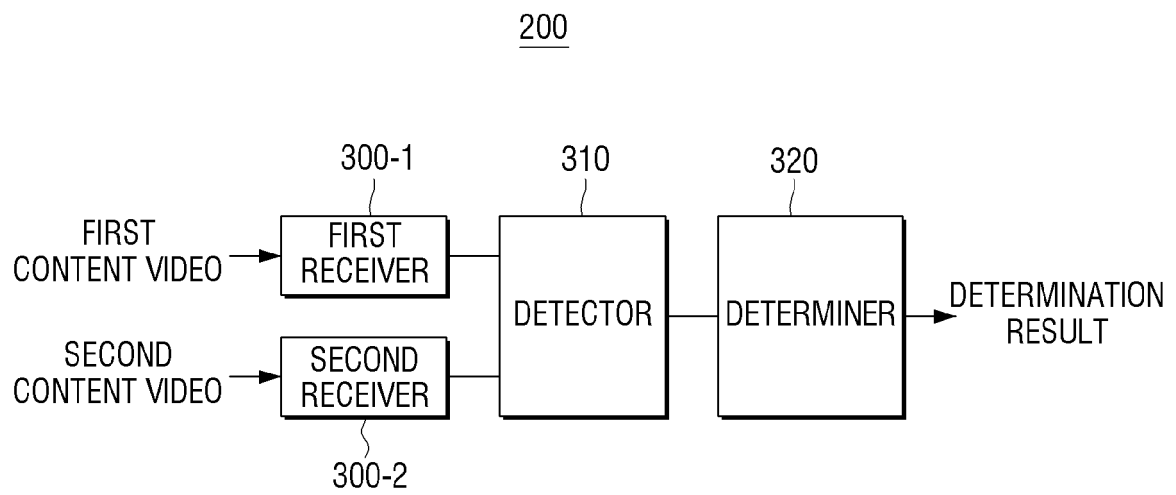 200
300-1
310
320
FIRST
CONTENT VIDEO
FIRST
RECEIVER
DETECTOR
DETERMINER
DETERMINATION
RESULT
SECOND
CONTENT VIDEO
SECOND
RECEIVER
300-2